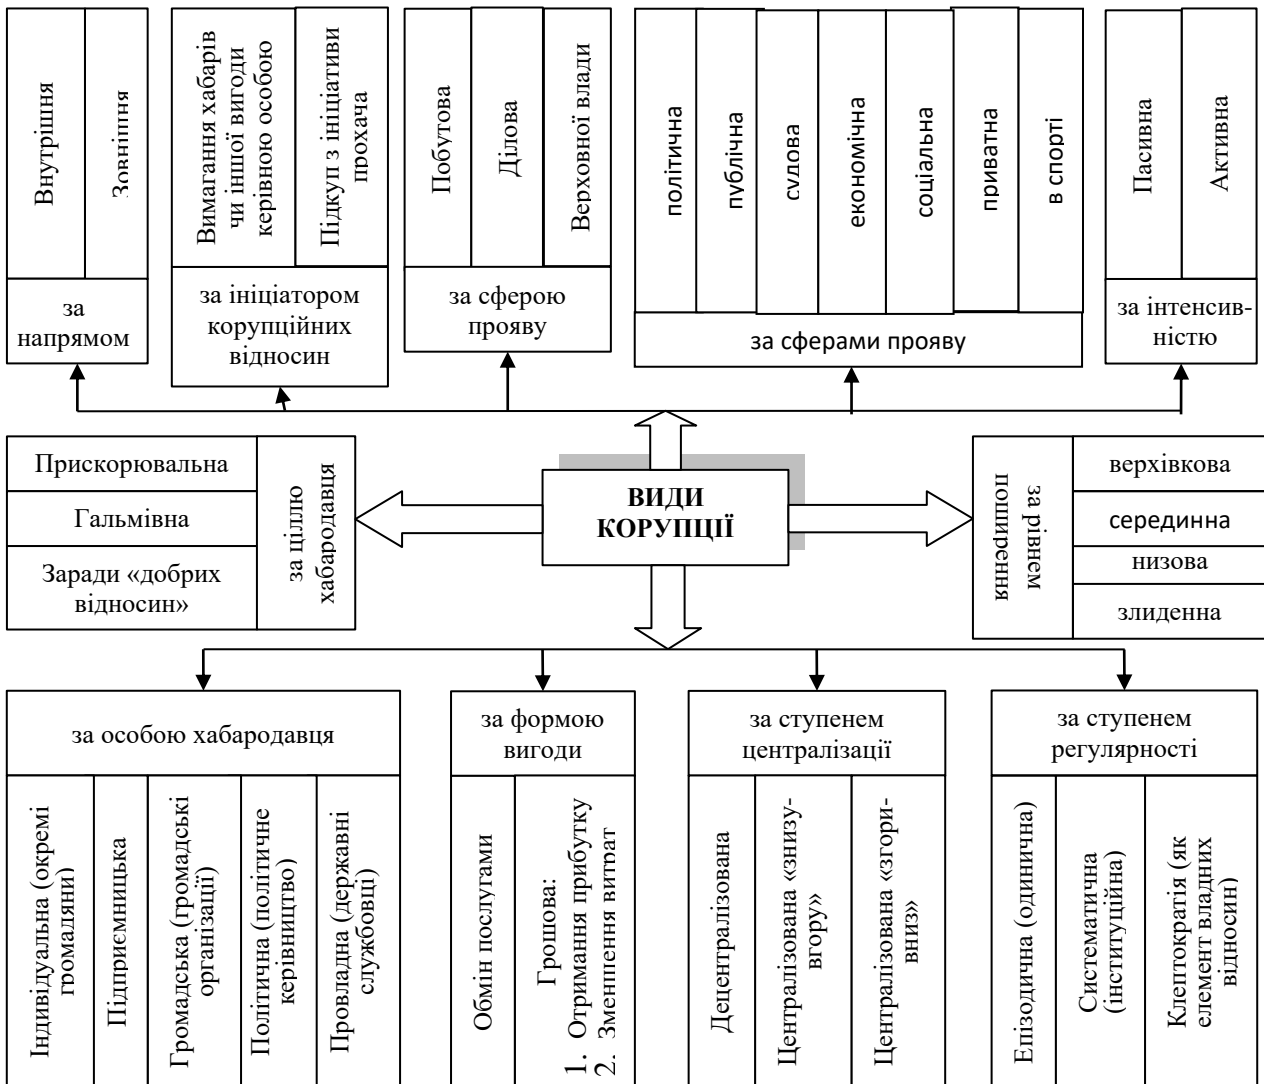 Внутрішня
Зовнішня
за
напрямом
Вимагання хабарів
чи іншої вигоди
керівною особою
Підкуп з ініціативи
прохача
за ініціатором
корупційних
відносин
Побутова
Ділова
Верховної влади
за сферою
прояву
політична
публічна
судова
економічна
соціальна
приватна
в спорті
за сферами прояву
Пасивна
Активна
за інтенсив-
ністю
Прискорювальна
Гальмівна
Заради «добрих
відносин»
за ціллю
хабародавця
ВИДИ
КОРУПЦІЇ
за рівнем
поширення
верхівкова
серединна
низова
злиденна
за особою хабародавця
Індивідуальна (окремі
громадяни)
Підприємницька
Громадська (громадські
організації)
Політична (політичне
керівництво)
Провладна (державні
службовці)
за формою
вигоди
Обмін послугами
Грошова:
1. Отримання прибутку
2. Зменшення витрат
за ступенем
централізації
Децентралізована
Централізована «знизу-
вгору»
Централізована «згори-
вниз»
за ступенем
регулярності
Епізодична (одинична)
Систематична
(інституційна)
Клептократія (як
елемент владних
відносин)